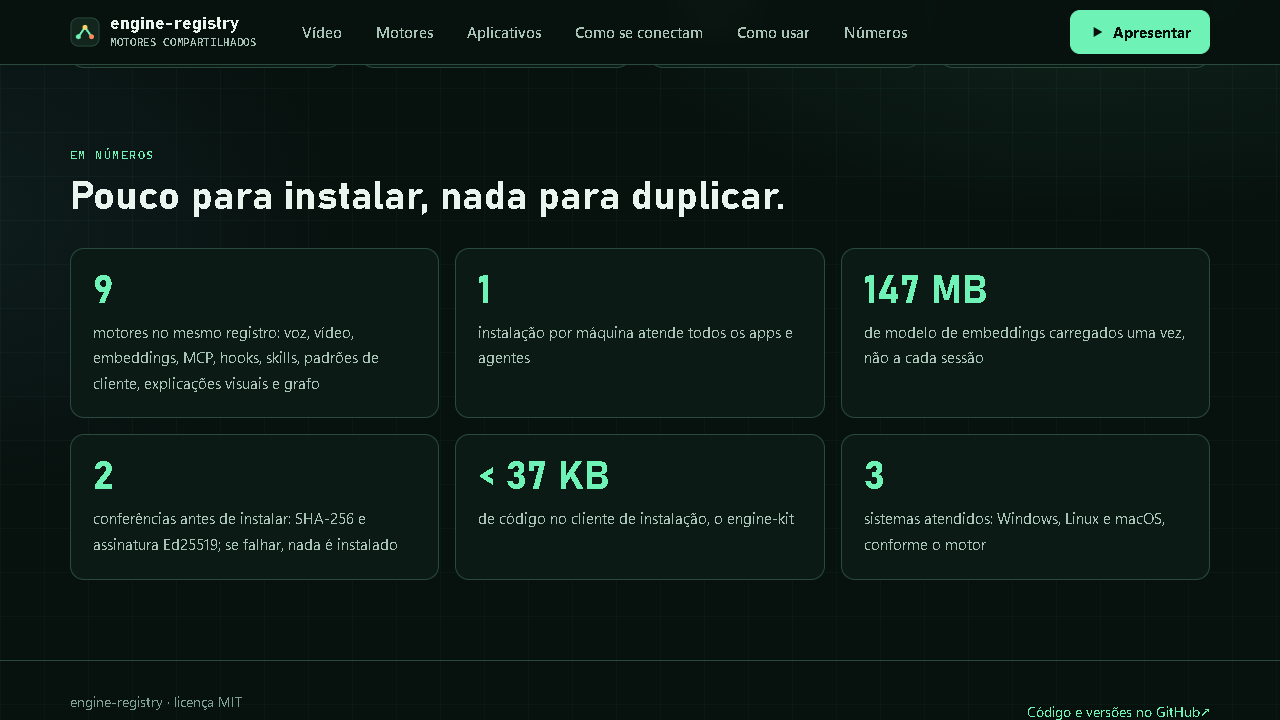 engine-registry
MOTORES COMPARTILHADOS
Vídeo
Motores
Aplicativos
Como se conectam
Como usar
Números
Apresentar
EM NÚMEROS
Pouco para instalar, nada para duplicar.
9
motores no mesmo registro: voz, vídeo,
embeddings, MCP, hooks, skills, padrões de
cliente, explicações visuais e grafo
1
instalação por máquina atende todos os apps e
agentes
147 MB
de modelo de embeddings carregados uma vez,
não a cada sessão
2
conferências antes de instalar: SHA-256 e
assinatura Ed25519; se falhar, nada é instalado
< 37 KB
de código no cliente de instalação, o engine-kit
3
sistemas atendidos: Windows, Linux e macOS,
conforme o motor
engine-registry · licença MIT
Código e versões no GitHub↗